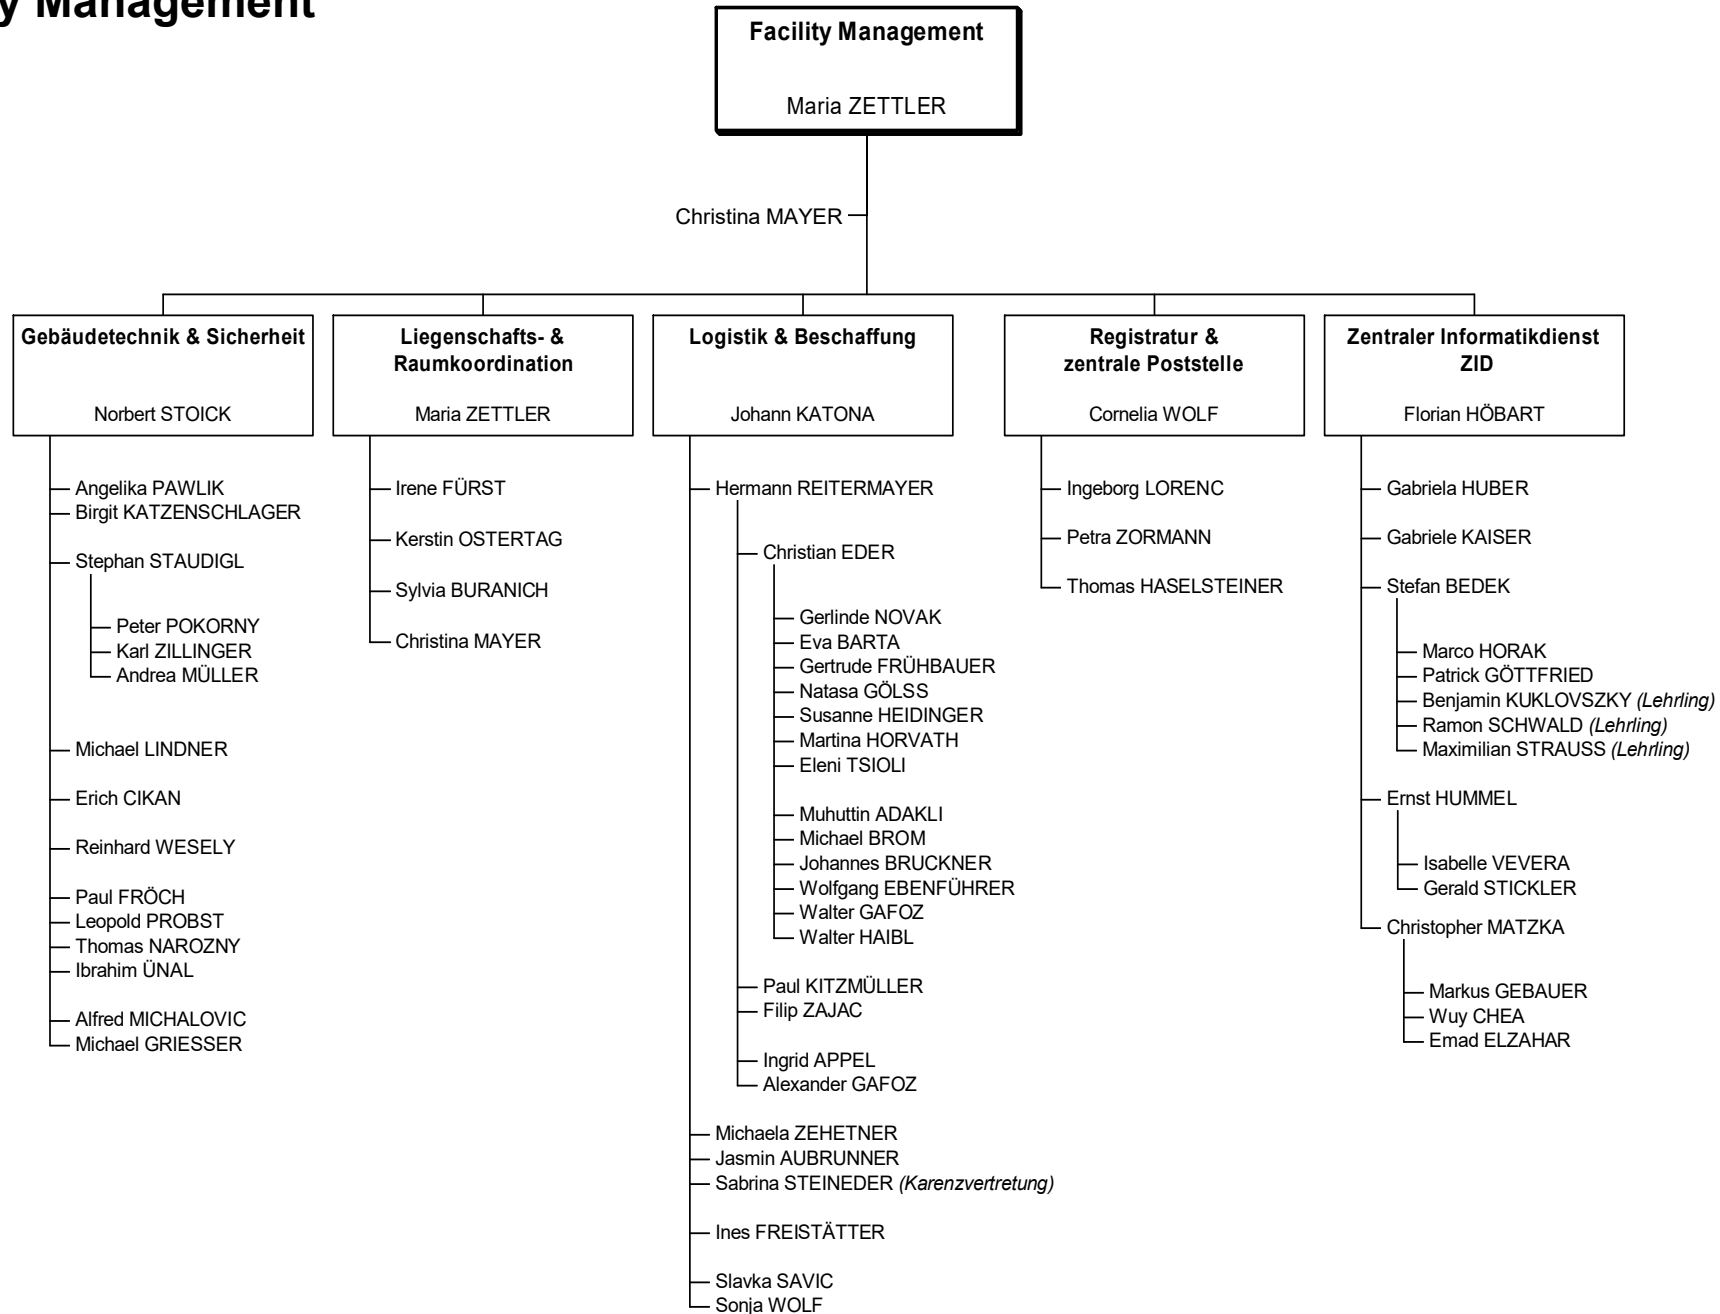 y Management
Facility Management
Maria ZETTLER
Christina MAYER
Gebäudetechnik & Sicherheit
Norbert STOICK
Angelika PAWLIK
Birgit KATZENSCHLAGER
Stephan STAUDIGL
Peter POKORNY
Karl ZILLINGER
Andrea MÜLLER
Michael LINDNER
Erich CIKAN
Reinhard WESELY
Paul FRÖCH
Leopold PROBST
Thomas NAROZNY
Ibrahim ÜNAL
Alfred MICHALOVIC
Michael GRIESSER
Liegenschafts- &
Raumkoordination
Maria ZETTLER
Irene FÜRST
Kerstin OSTERTAG
Sylvia BURANICH
Christina MAYER
Logistik & Beschaffung
Johann KATONA
Hermann REITERMAYER
Christian EDER
Gerlinde NOVAK
Eva BARTA
Gertrude FRÜHBAUER
Natasa GÖLSS
Susanne HEIDINGER
Martina HORVATH
Eleni TSIOLI
Muhuttin ADAKLI
Michael BROM
Johannes BRUCKNER
Wolfgang EBENFÜHRER
Walter GAFOZ
Walter HAIBL
Paul KITZMÜLLER
Filip ZAJAC
Ingrid APPEL
Alexander GAFOZ
Michaela ZEHETNER
Jasmin AUBRUNNER
Sabrina STEINEDER (Karenzvertretung)
Ines FREISTÄTTER
Slavka SAVIC
Sonja WOLF
Registratur &
zentrale Poststelle
Cornelia WOLF
Ingeborg LORENC
Petra ZORMANN
Thomas HASELSTEINER
Zentraler Informatikdienst
ZID
Florian HÖBART
Gabriela HUBER
Gabriele KAISER
Stefan BEDEK
Marco HORAK
Patrick GÖTTFRIED
Benjamin KUKLOVSZKY (Lehrling)
Ramon SCHWALD (Lehrling)
Maximilian STRAUSS (Lehrling)
Ernst HUMMEL
Isabelle VEVERA
Gerald STICKLER
Christopher MATZKA
Markus GEBAUER
Wuy CHEA
Emad ELZAHAR